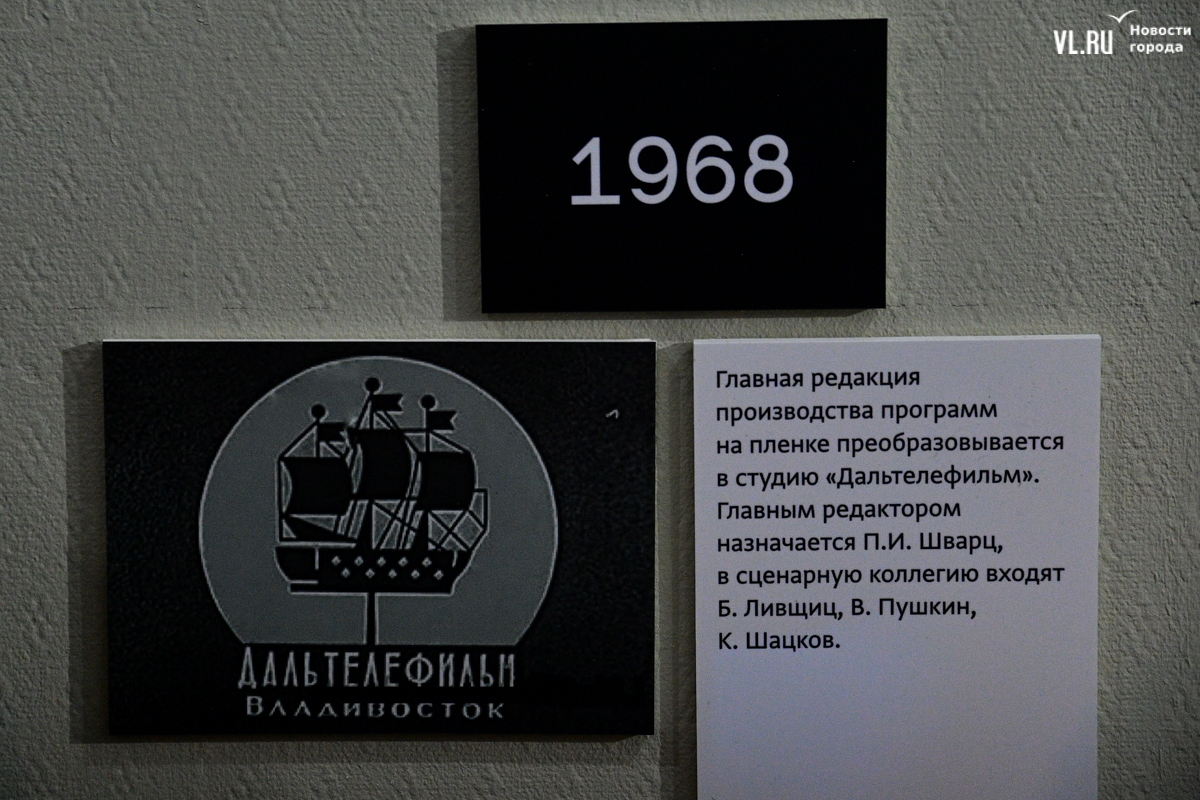 VL.RU Новости
города
1968
Главная редакция
производства программ
на пленке преобразовывается
в студию «Дальтелефильм».
Главным редактором
назначается П.И. Шварц,
в сценарную коллегию входят
Б. Лившиц, В. Пушкин,
К. Шацков.
ДАЛЬТЕЛЕФИЛЬМ
ВЛАДИВОСТОК